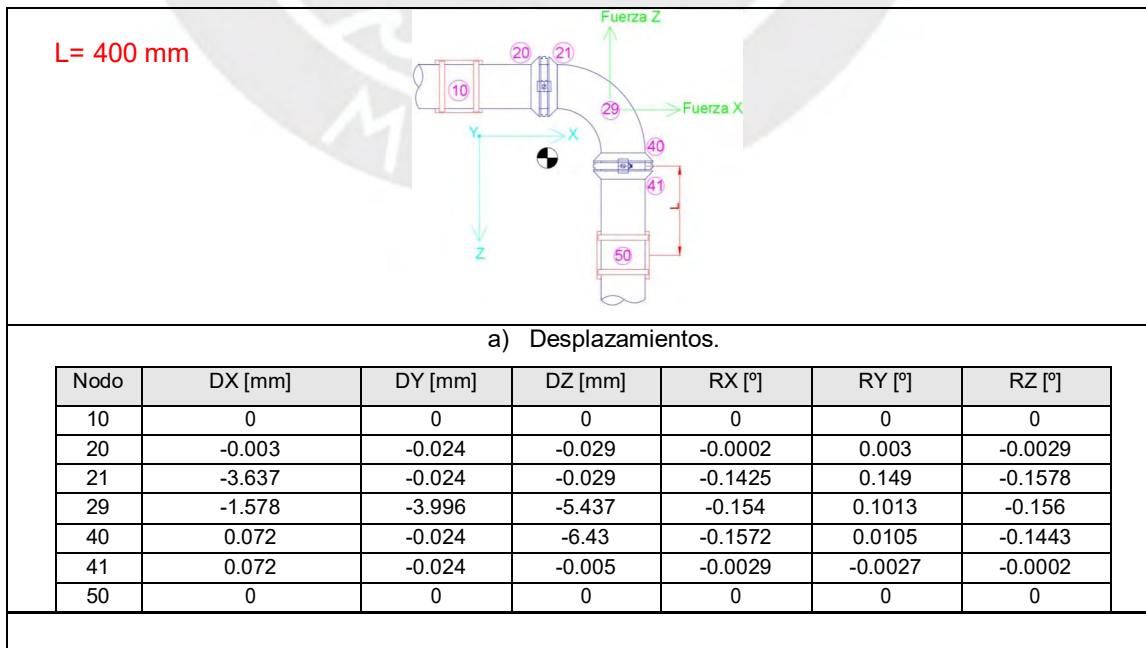 L= 400 mm
Fuerza Z
20 21
10
29 Fuerza X
Y X
40
41
L
Z
50
M
a) Desplazamientos.
Nodo DX [mm] DY [mm] DZ [mm] RX [º] RY [º] RZ [º]
10 0 0 0 0 0 0
20 -0.003 -0.024 -0.029 -0.0002 0.003 -0.0029
21 -3.637 -0.024 -0.029 -0.1425 0.149 -0.1578
29 -1.578 -3.996 -5.437 -0.154 0.1013 -0.156
40 0.072 -0.024 -6.43 -0.1572 0.0105 -0.1443
41 0.072 -0.024 -0.005 -0.0029 -0.0027 -0.0002
50 0 0 0 0 0 0